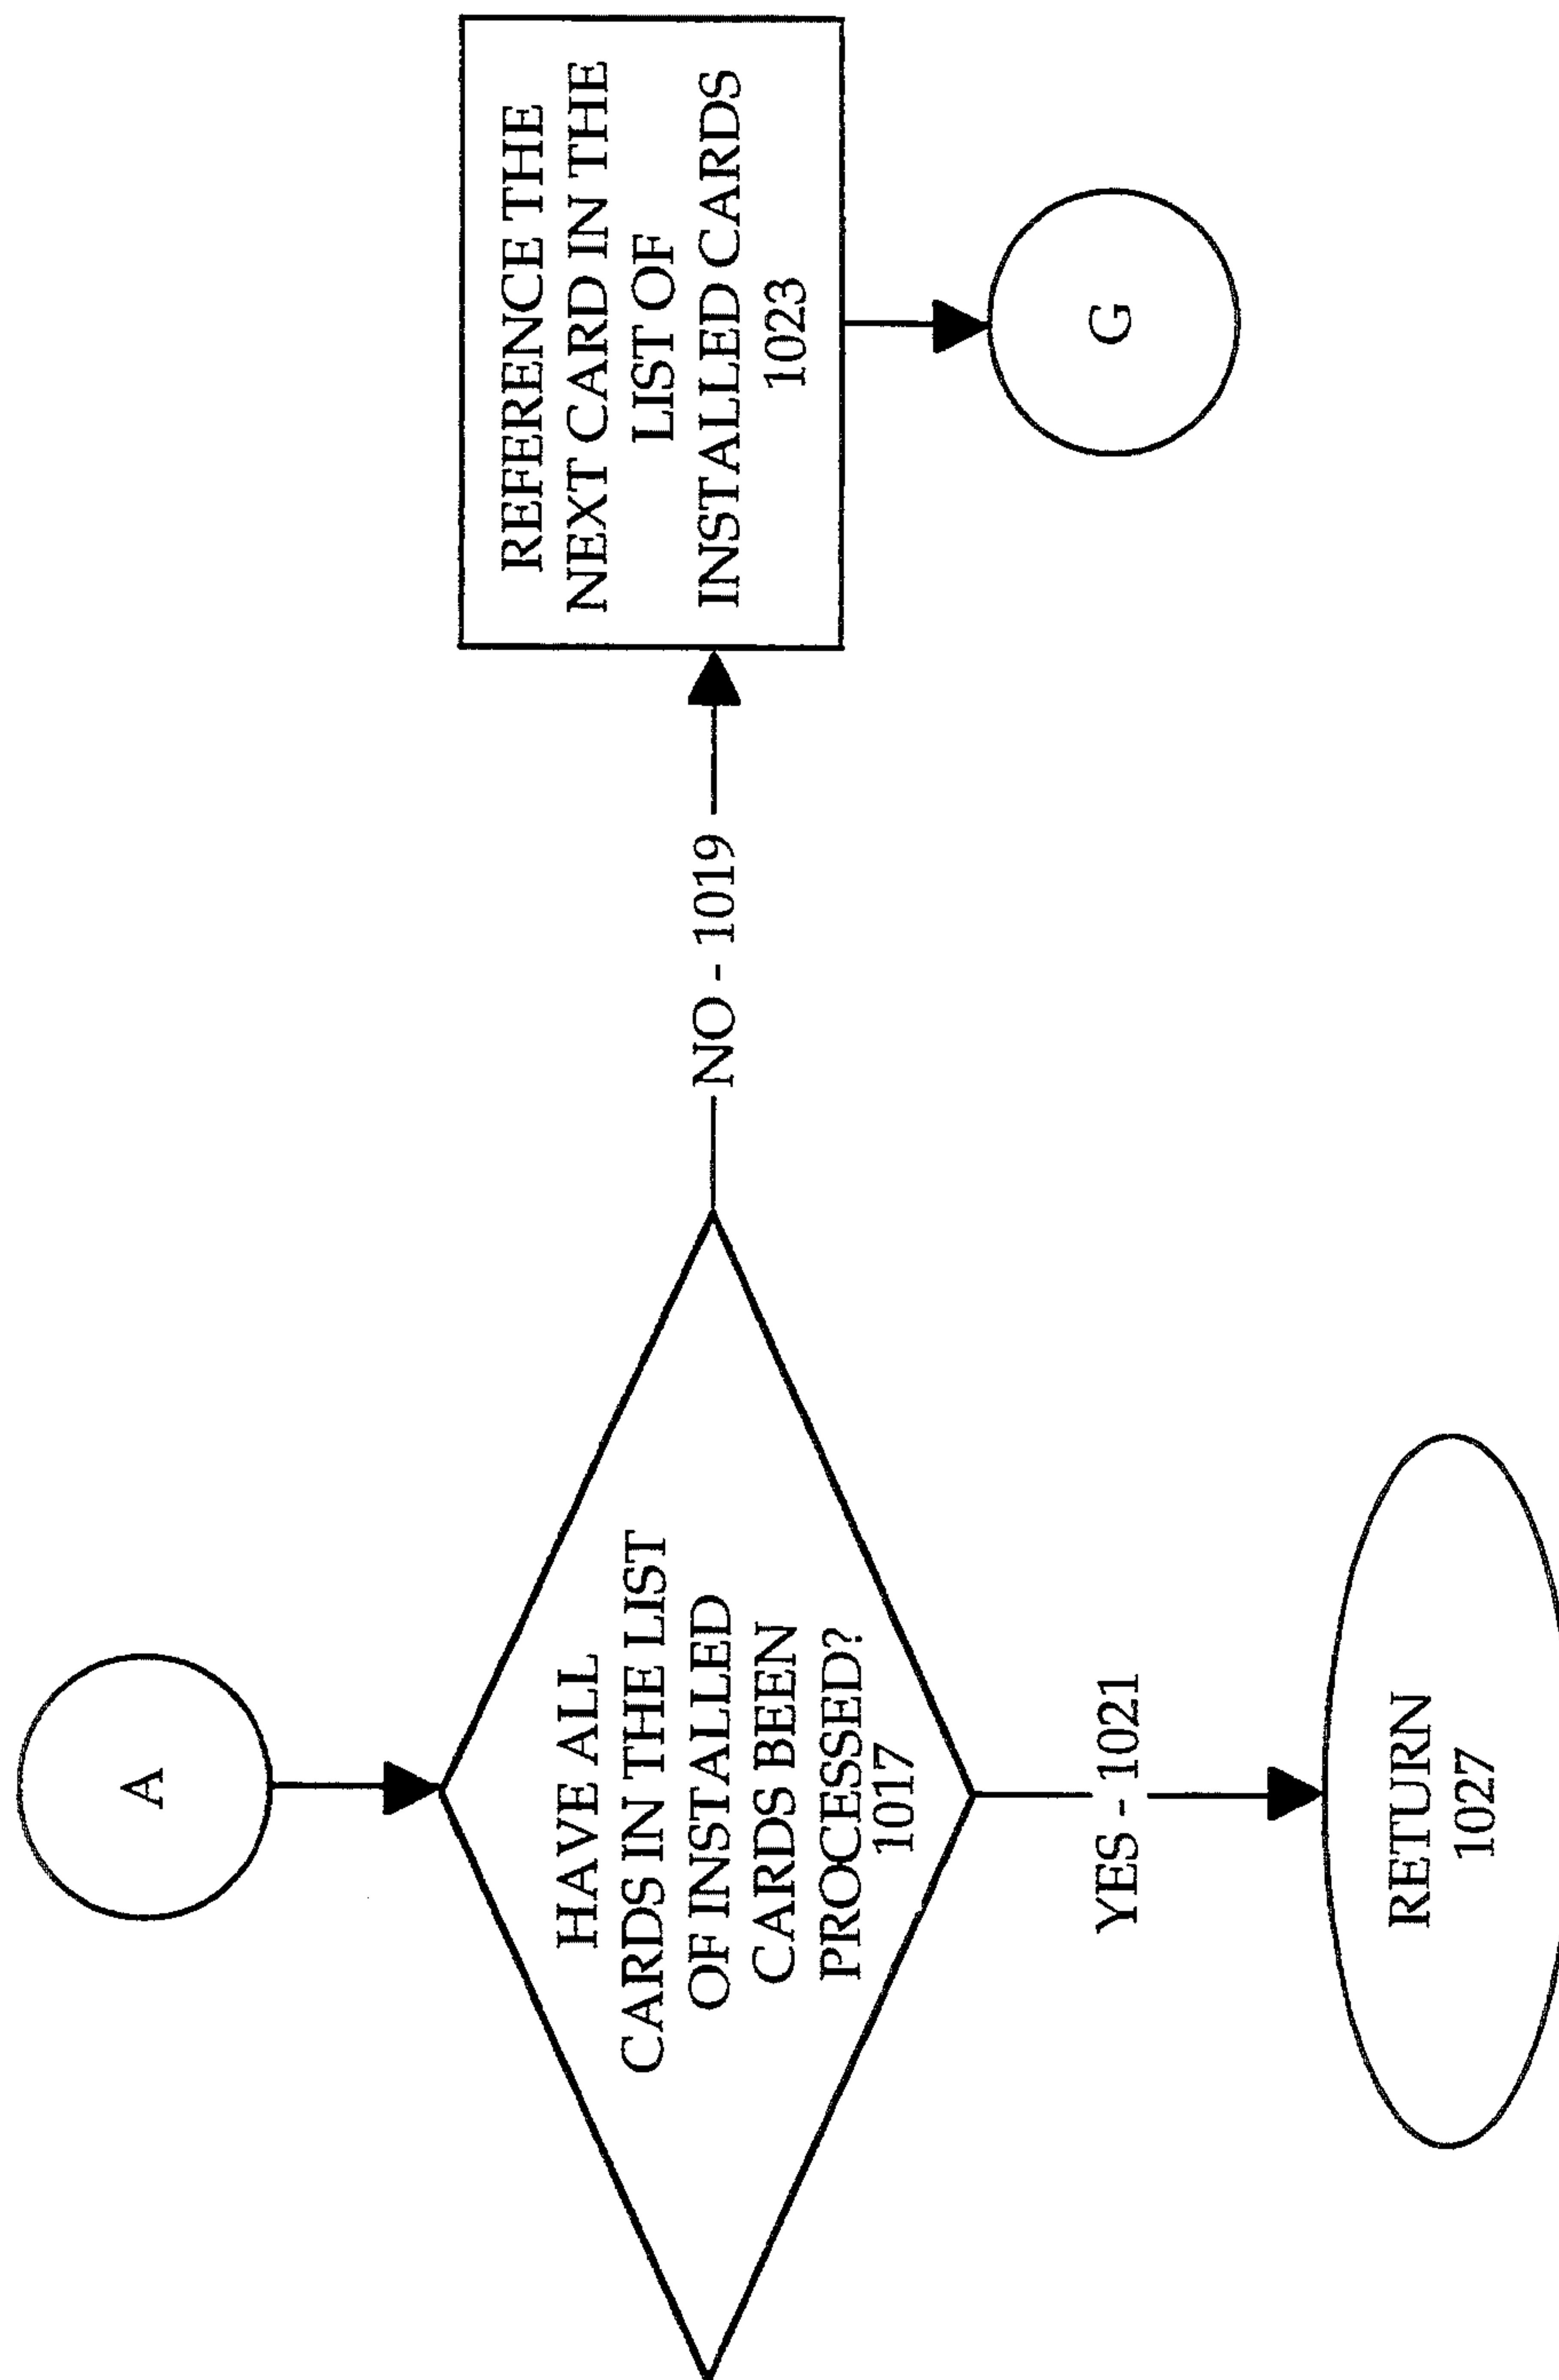 A
HAVE ALL
CARDS IN THE LIST
OF INSTALLED
CARDS BEEN
PROCESSED?
1017
NO - 1019
REFERENCE THE
NEXT CARD IN THE
LIST OF
INSTALLED CARDS
1023
G
YES - 1021
RETURN
1027